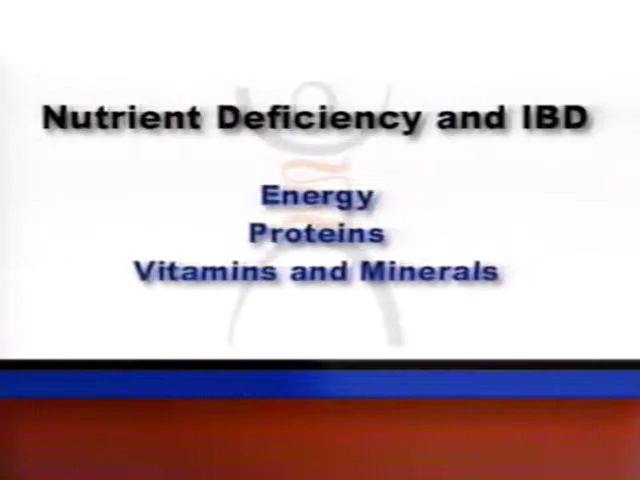 Nutrient Deficiency and IBD
Energy
Proteins
Vitamins and Minerals